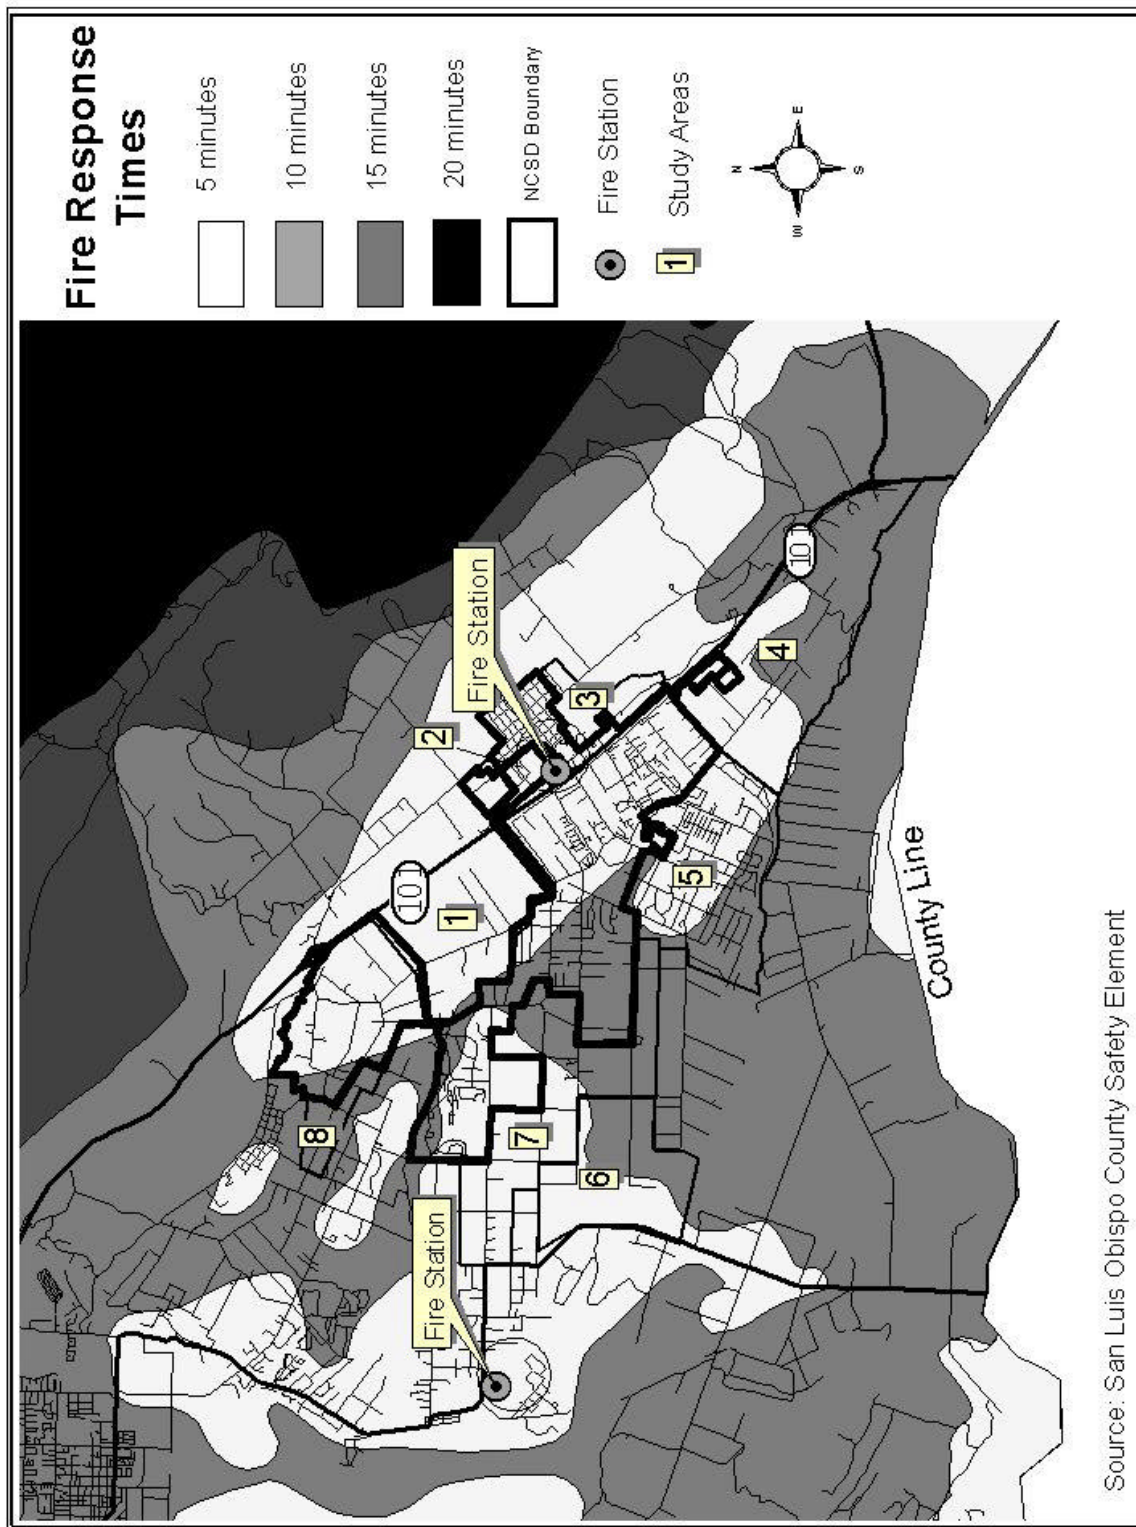 Fire Response
Times
5 minutes
10 minutes
15 minutes
20 minutes
NCSD Boundary
Fire Station
1
Study Areas
N
E
S
W
Fire Station
Fire Station
101
101
1
2
3
4
5
6
7
8
County Line
Source: San Luis Obispo County Safety Element